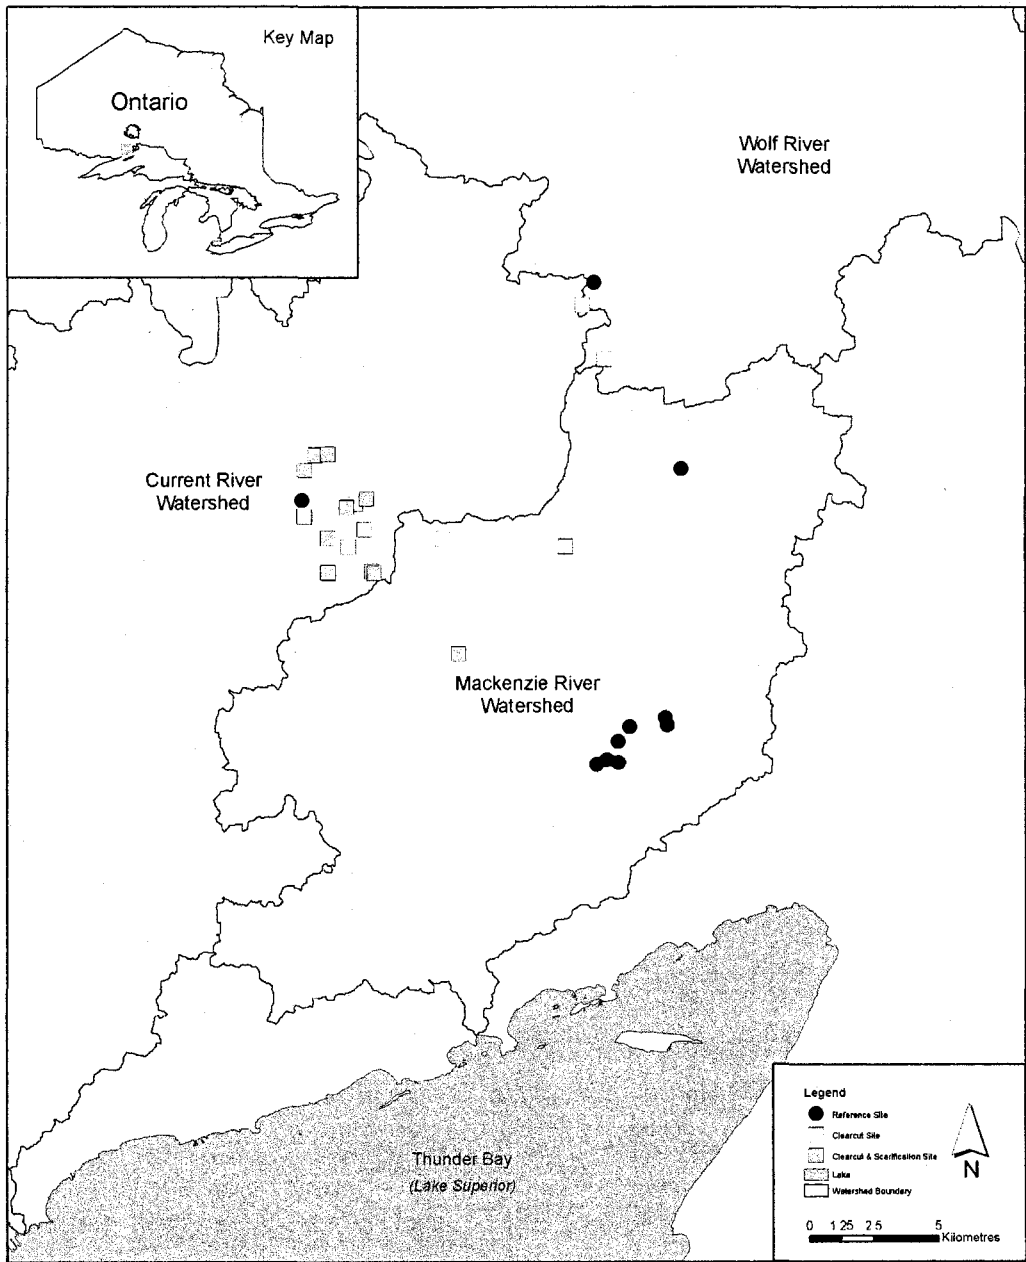 Key Map
Ontario
Wolf River
Watershed
Current River
Watershed
Mackenzie River
Watershed
Thunder Bay
(Lake Superior)
Legend
Reference Site
Clearcut Site
Clearcut & Scarification Site
Lake
Watershed Boundary
N
0 1 25 2 5 5
Kilometres